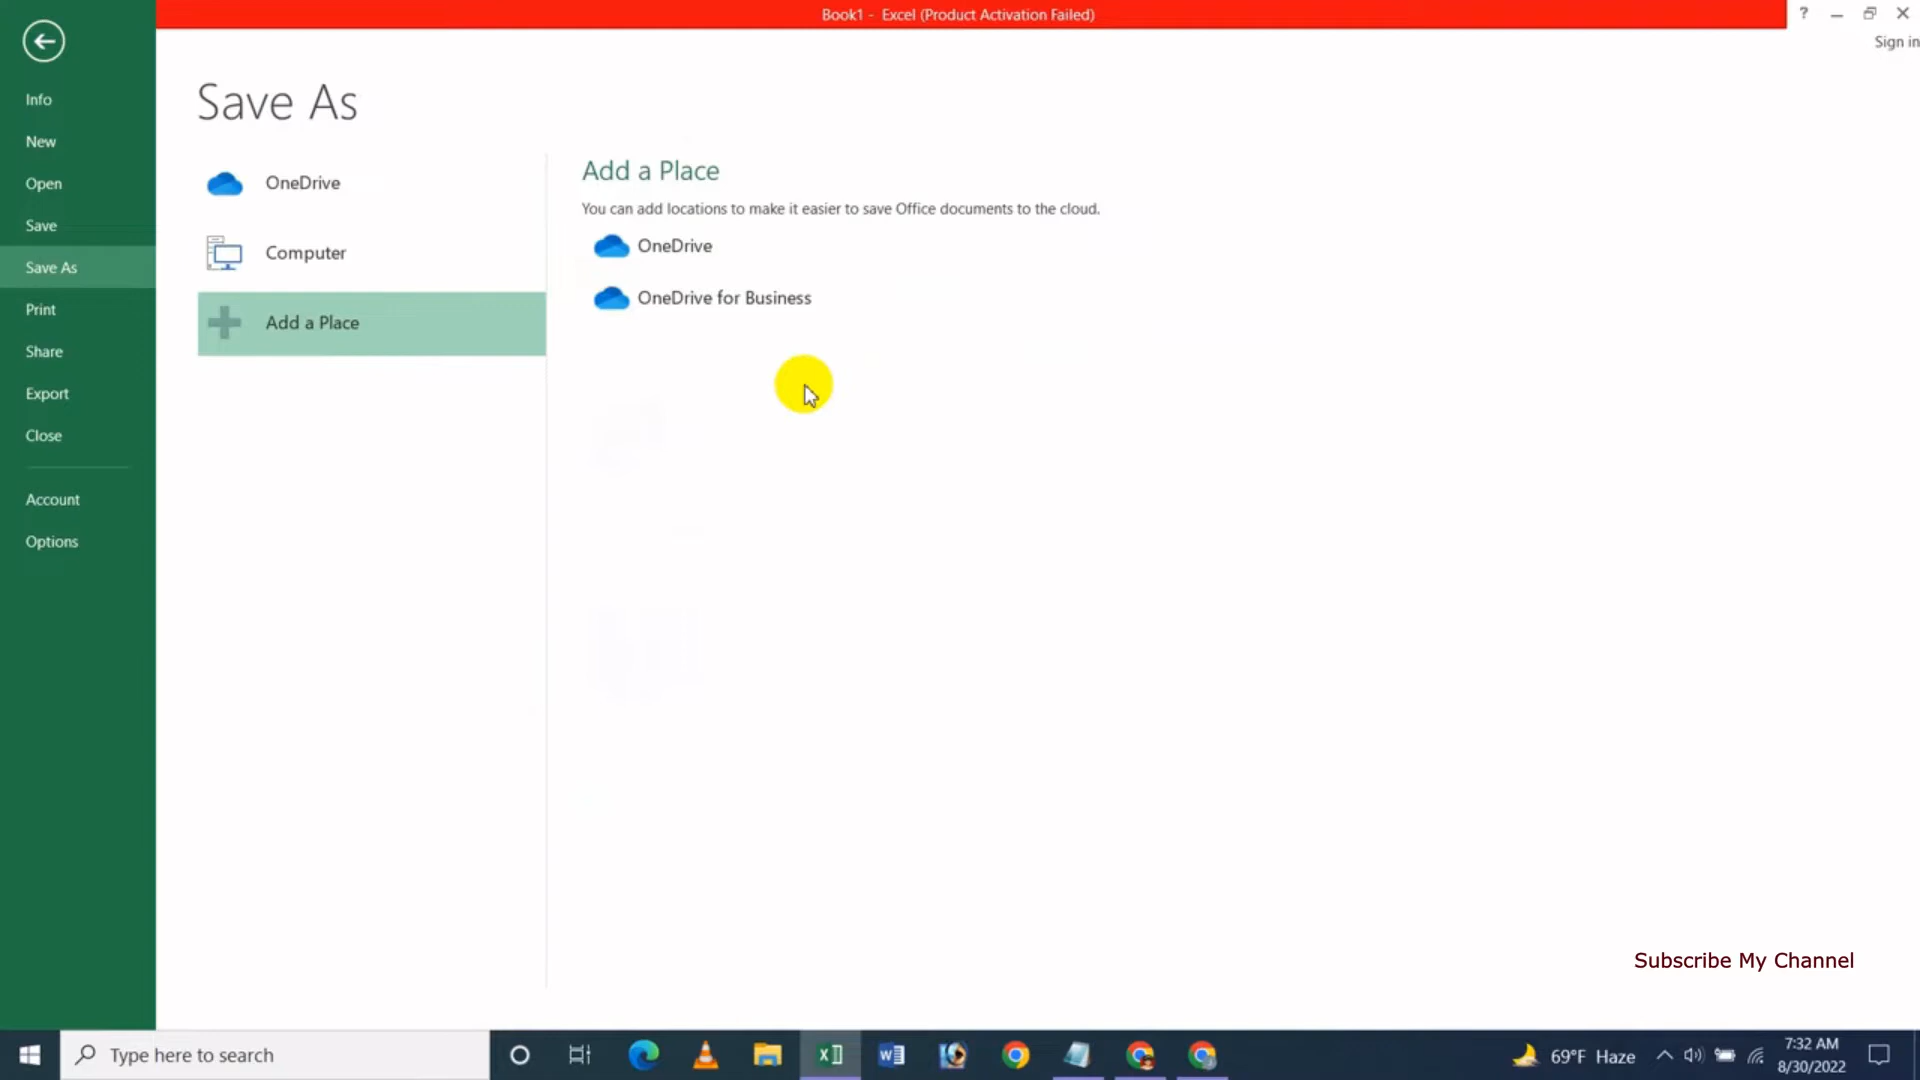 Book1 - Excel (Product Activation Failed)
?
Sign in
Info
New
Open
Save
Save As
Print
Share
Export
Close
Account
Options
Save As
OneDrive
Computer
Add a Place
Add a Place
You can add locations to make it easier to save Office documents to the cloud.
OneDrive
OneDrive for Business
Subscribe My Channel
Type here to search
69°F Haze
7:32 AM
8/30/2022